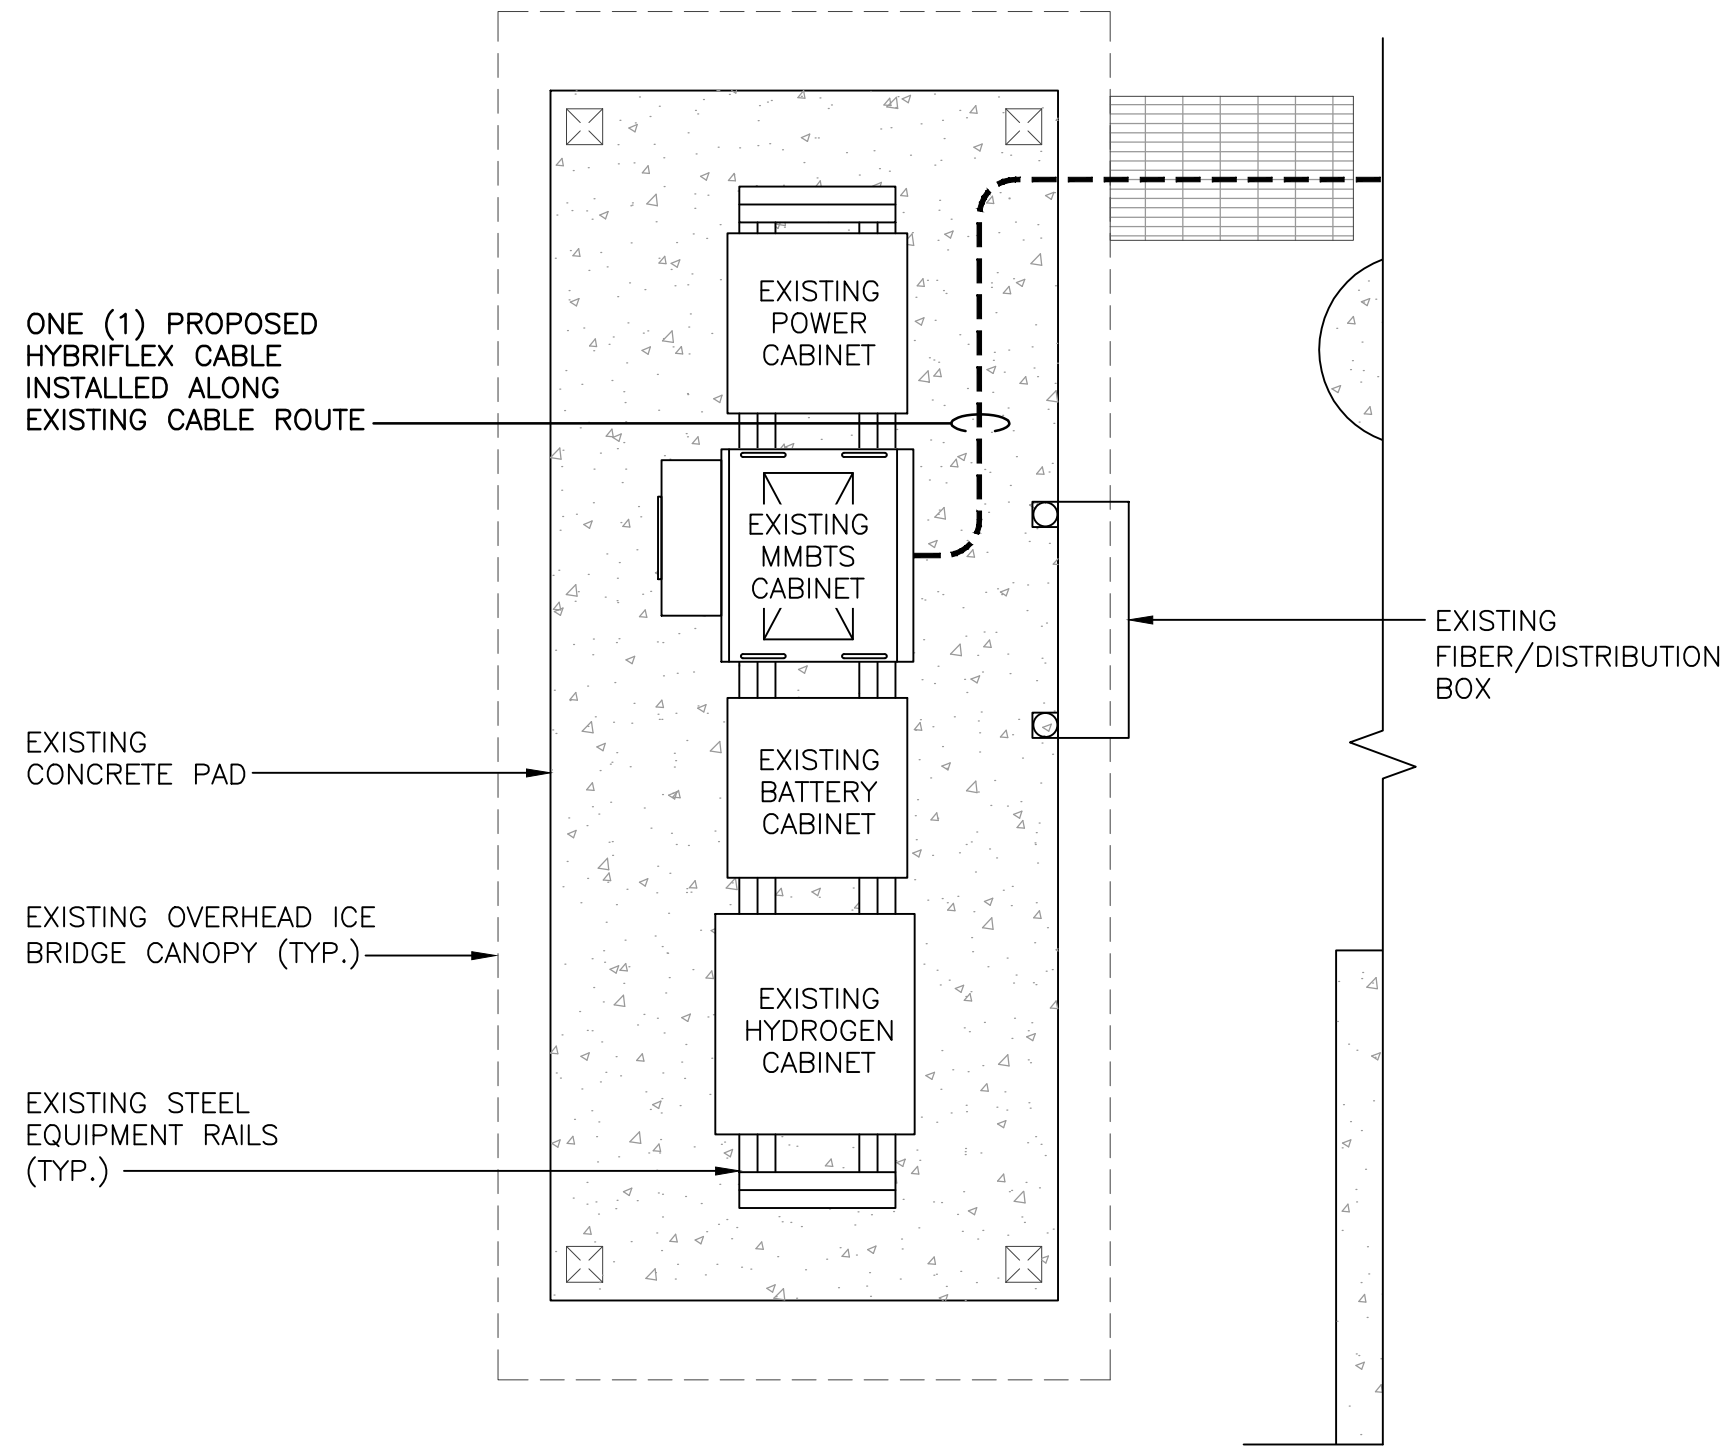 ONE (1) PROPOSED
HYBRIFLEX CABLE
INSTALLED ALONG
EXISTING CABLE ROUTE
EXISTING
POWER
CABINET
EXISTING
MMBTS
CABINET
EXISTING
FIBER/DISTRIBUTION
BOX
EXISTING
CONCRETE PAD
EXISTING
BATTERY
CABINET
EXISTING OVERHEAD ICE
BRIDGE CANOPY (TYP.)
EXISTING
HYDROGEN
CABINET
EXISTING STEEL
EQUIPMENT RAILS
(TYP.)